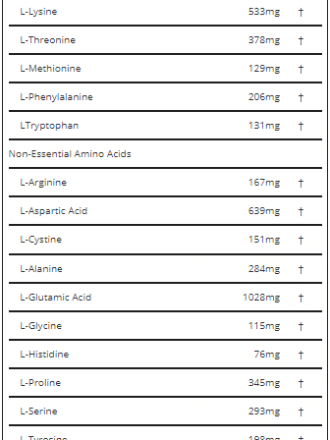 L-Lysine 533mg †
L-Threonine 378mg †
L-Methionine 129mg †
L-Phenylalanine 206mg †
LTryptophan 131mg †
Non-Essential Amino Acids
L-Arginine 167mg †
L-Aspartic Acid 639mg †
L-Cystine 151mg †
L-Alanine 284mg †
L-Glutamic Acid 1028mg †
L-Glycine 115mg †
L-Histidine 76mg †
L-Proline 345mg †
L-Serine 293mg †
L-Tyrosine 198mg †